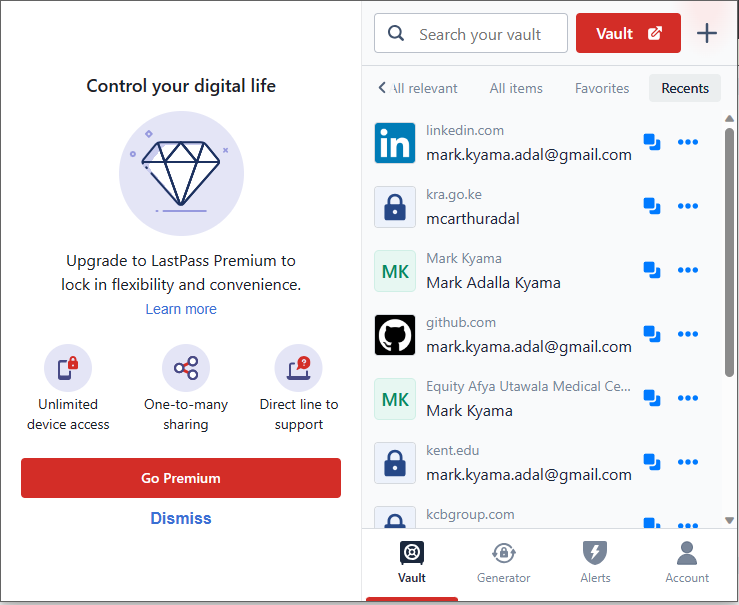 Control your digital life
Upgrade to LastPass Premium to
lock in flexibility and convenience.
Learn more
Unlimited
device access
One-to-many
sharing
Direct line to
support
Go Premium
Dismiss
Search your vault
Vault
All relevant
All items
Favorites
Recents
in
linkedin.com
mark.kyama.adal@gmail.com
kra.go.ke
mcarthuradal
MK
Mark Kyama
Mark Adalla Kyama
github.com
mark.kyama.adal@gmail.com
MK
Equity Afya Utawala Medical Ce...
Mark Kyama
kent.edu
mark.kyama.adal@gmail.com
kcbgroup.com
Vault
Generator
Alerts
Account